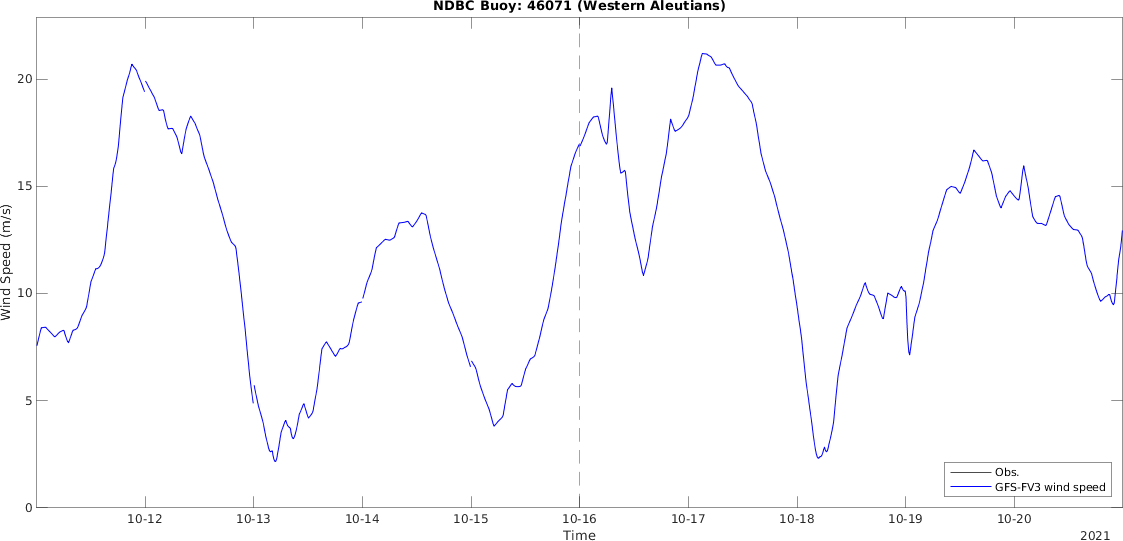 NDBC Buoy: 46071 (Western Aleutians)
20
15
10
5
0
Wind Speed (m/s)
10-12 10-13 10-14 10-15 10-16 10-17 10-18 10-19 10-20
Time
2021
Obs.
GFS-FV3 wind speed